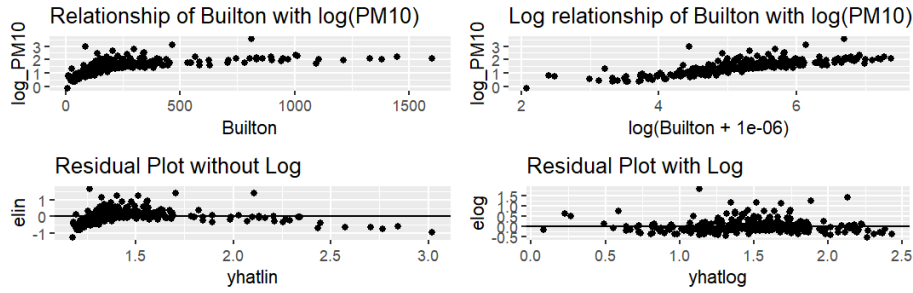 Relationship of Builton with log(PM10)
log_PM10
3
2
1
0
0 500 1000 1500
Builton
Log relationship of Builton with log(PM10)
log_PM10
3
2
1
0
2 4 6
log(Builton + 1e-06)
Residual Plot without Log
elin
1
0
-1
1.5 2.0 2.5 3.0
yhatlin
Residual Plot with Log
elog
1.5
1.0
0.5
0.0
-0.5
0.0 0.5 1.0 1.5 2.0 2.5
yhatlog